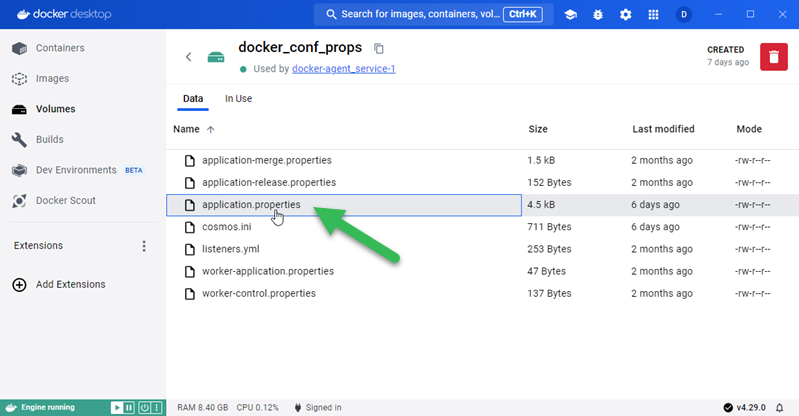 docker desktop
Search for images, containers, vol... Ctrl+K
D
Containers
Images
Volumes
Builds
Dev Environments BETA
Docker Scout
Extensions
Add Extensions
docker_conf_props
Used by docker-agent_service-1
CREATED
7 days ago
Data In Use
Name Size Last modified Mode
application-merge.properties 1.5 kB 2 months ago -rw-r--r--
application-release.properties 152 Bytes 2 months ago -rw-r--r--
application.properties 4.5 kB 6 days ago -rw-r--r--
cosmos.ini 711 Bytes 6 days ago -rw-r--r--
listeners.yml 253 Bytes 2 months ago -rw-r--r--
worker-application.properties 47 Bytes 2 months ago -rw-r--r--
worker-control.properties 137 Bytes 2 months ago -rw-r--r--
Engine running RAM 8.40 GB CPU 0.12% Signed in v4.29.0